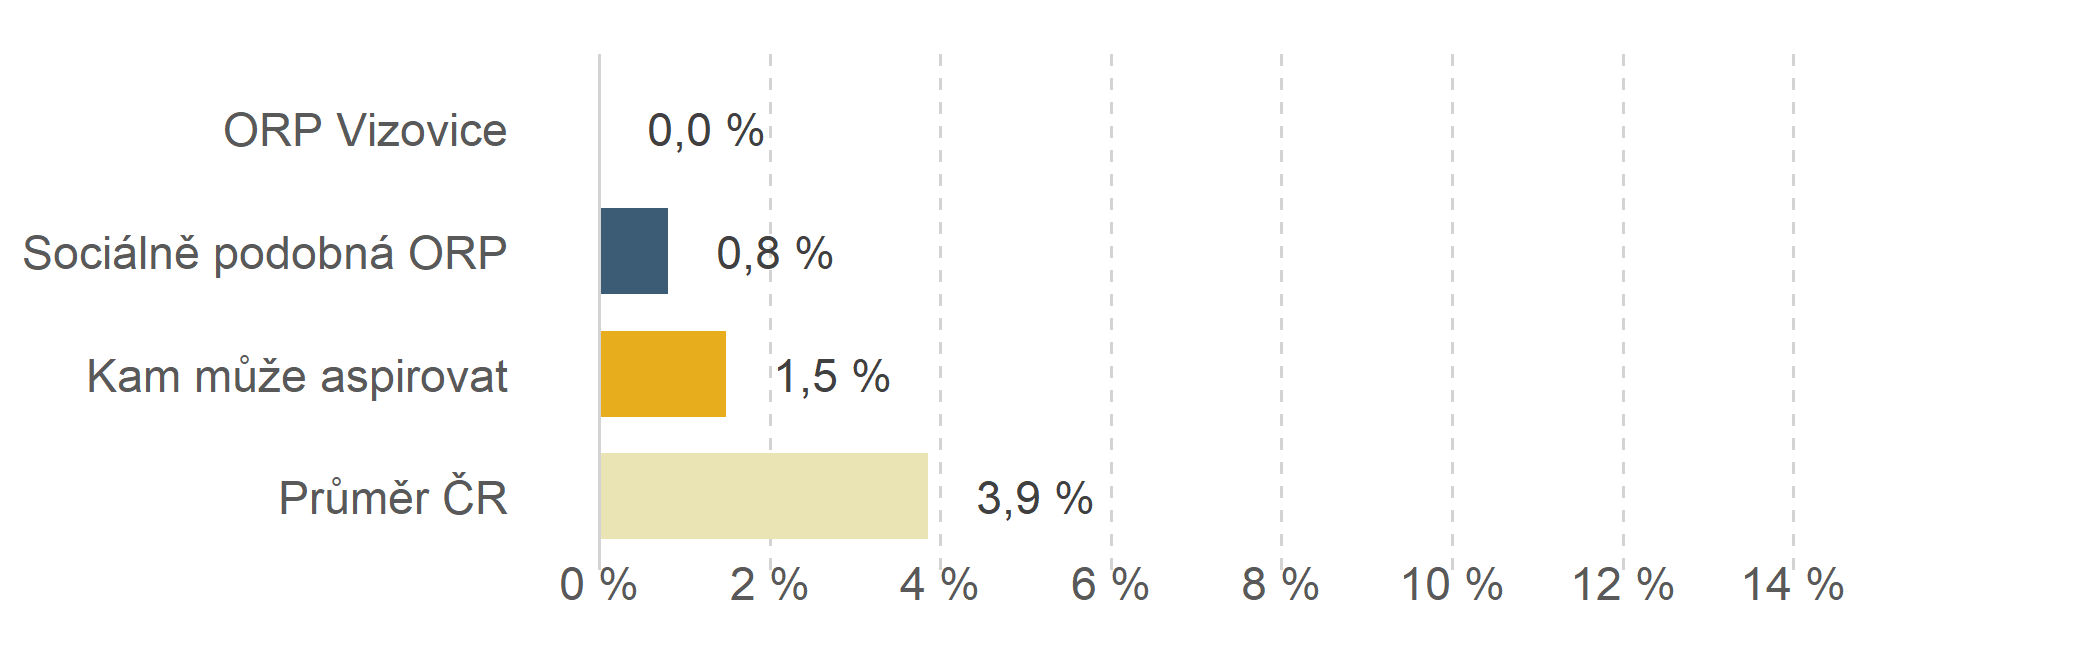 ORP Vizovice 0,0 %
Sociálně podobná ORP 0,8 %
Kam může aspirovat 1,5 %
Průměr ČR 3,9 %
0 % 2 % 4 % 6 % 8 % 10 % 12 % 14 %